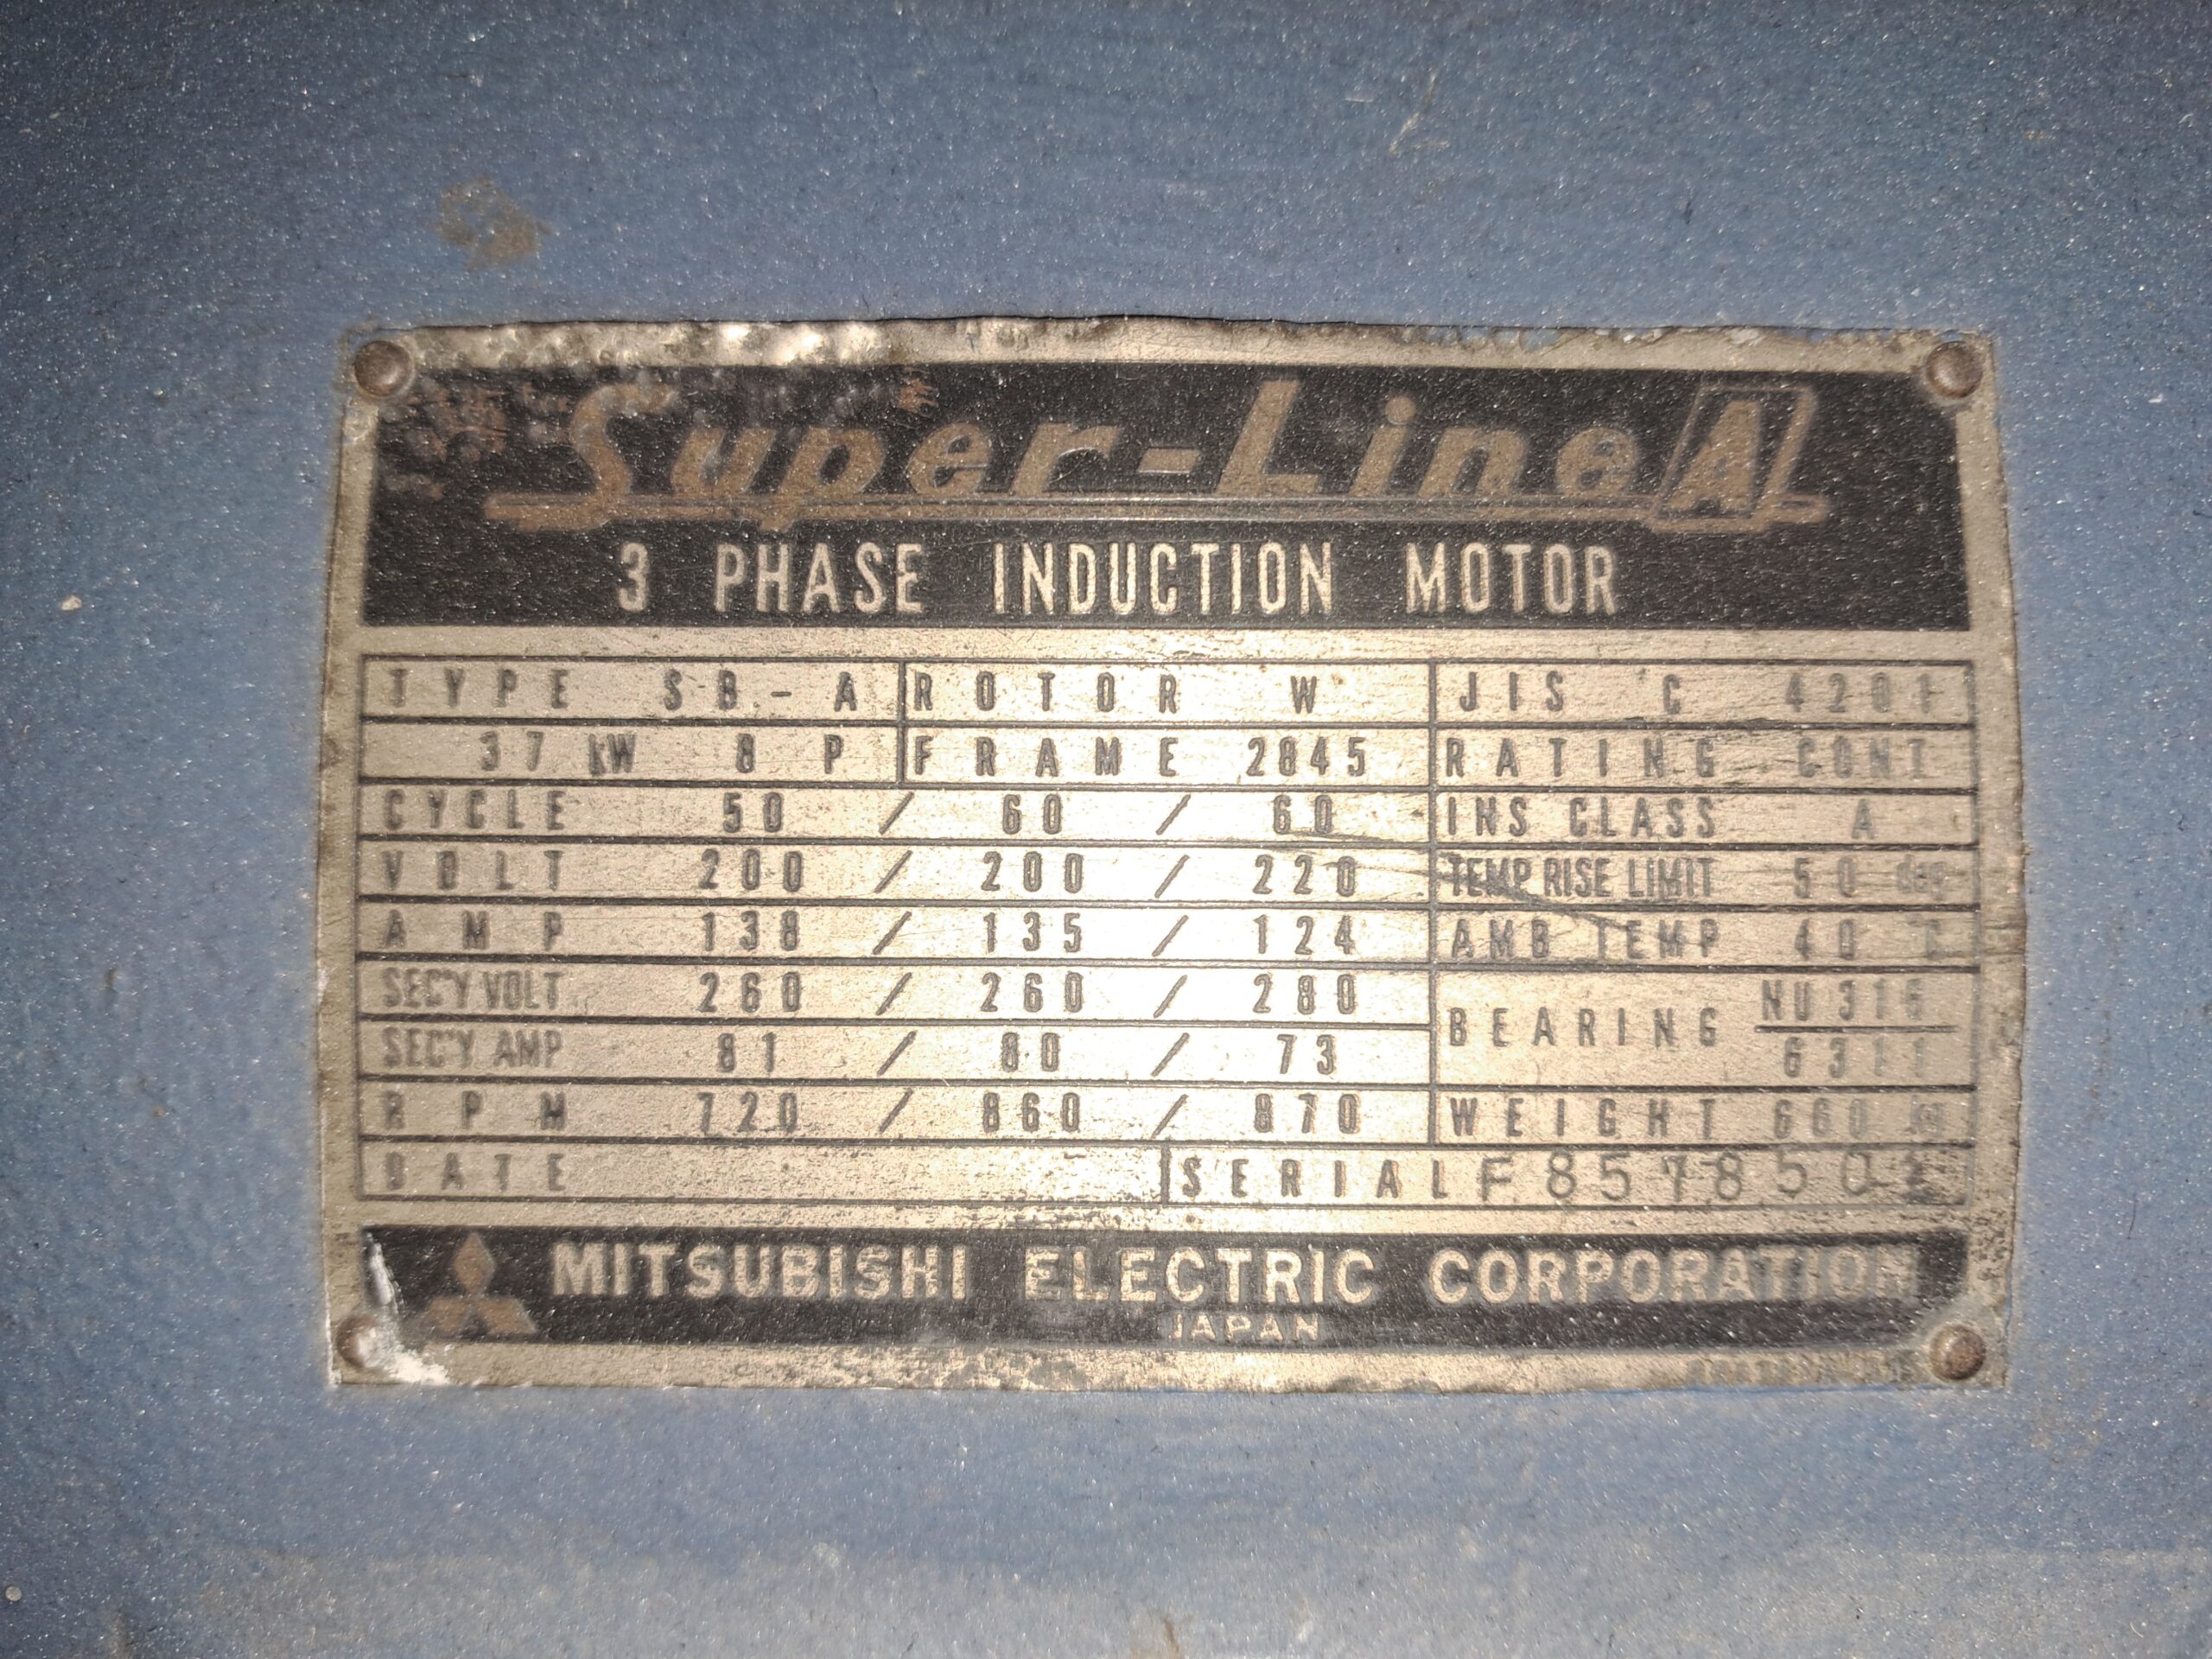 Super-Line A
3 PHASE INDUCTION MOTOR
TYPE SB-A ROTOR W JIS C 4201
37 kW 8 P FRAME 2845 RATING CONT
CYCLE 50 / 60 / 60 INS CLASS A
VOLT 200 / 200 / 220 TEMP RISE LIMIT 50 deg
AMP 138 / 135 / 124 AMB TEMP 40 C
SEC'Y VOLT 260 / 260 / 280 BEARING NU316
SEC'Y AMP 81 / 80 / 73 6311
RPM 720 / 860 / 870 WEIGHT 660 kg
DATE SERIAL F857850
MITSUBISHI ELECTRIC CORPORATION
JAPAN